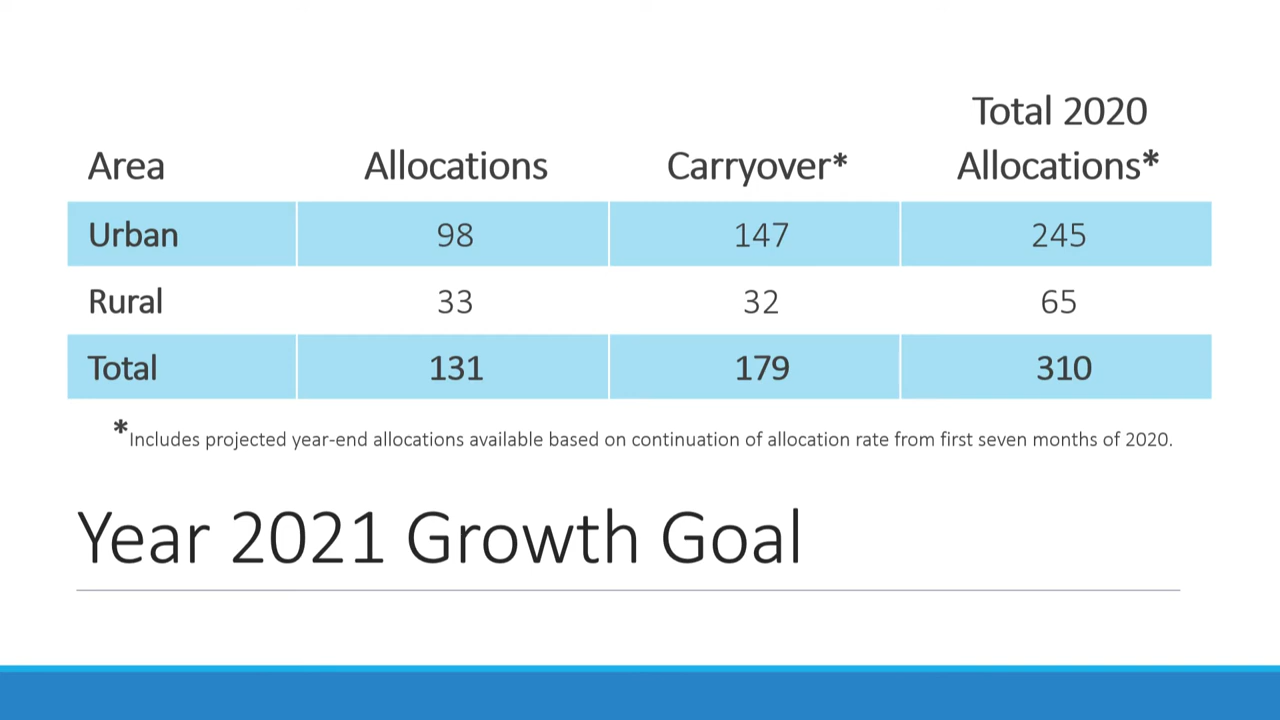 Total 2020
Area Allocations Carryover* Allocations*
Urban 98 147 245
Rural 33 32 65
Total 131 179 310
*Includes projected year-end allocations available based on continuation of allocation rate from first seven months of 2020.
Year 2021 Growth Goal